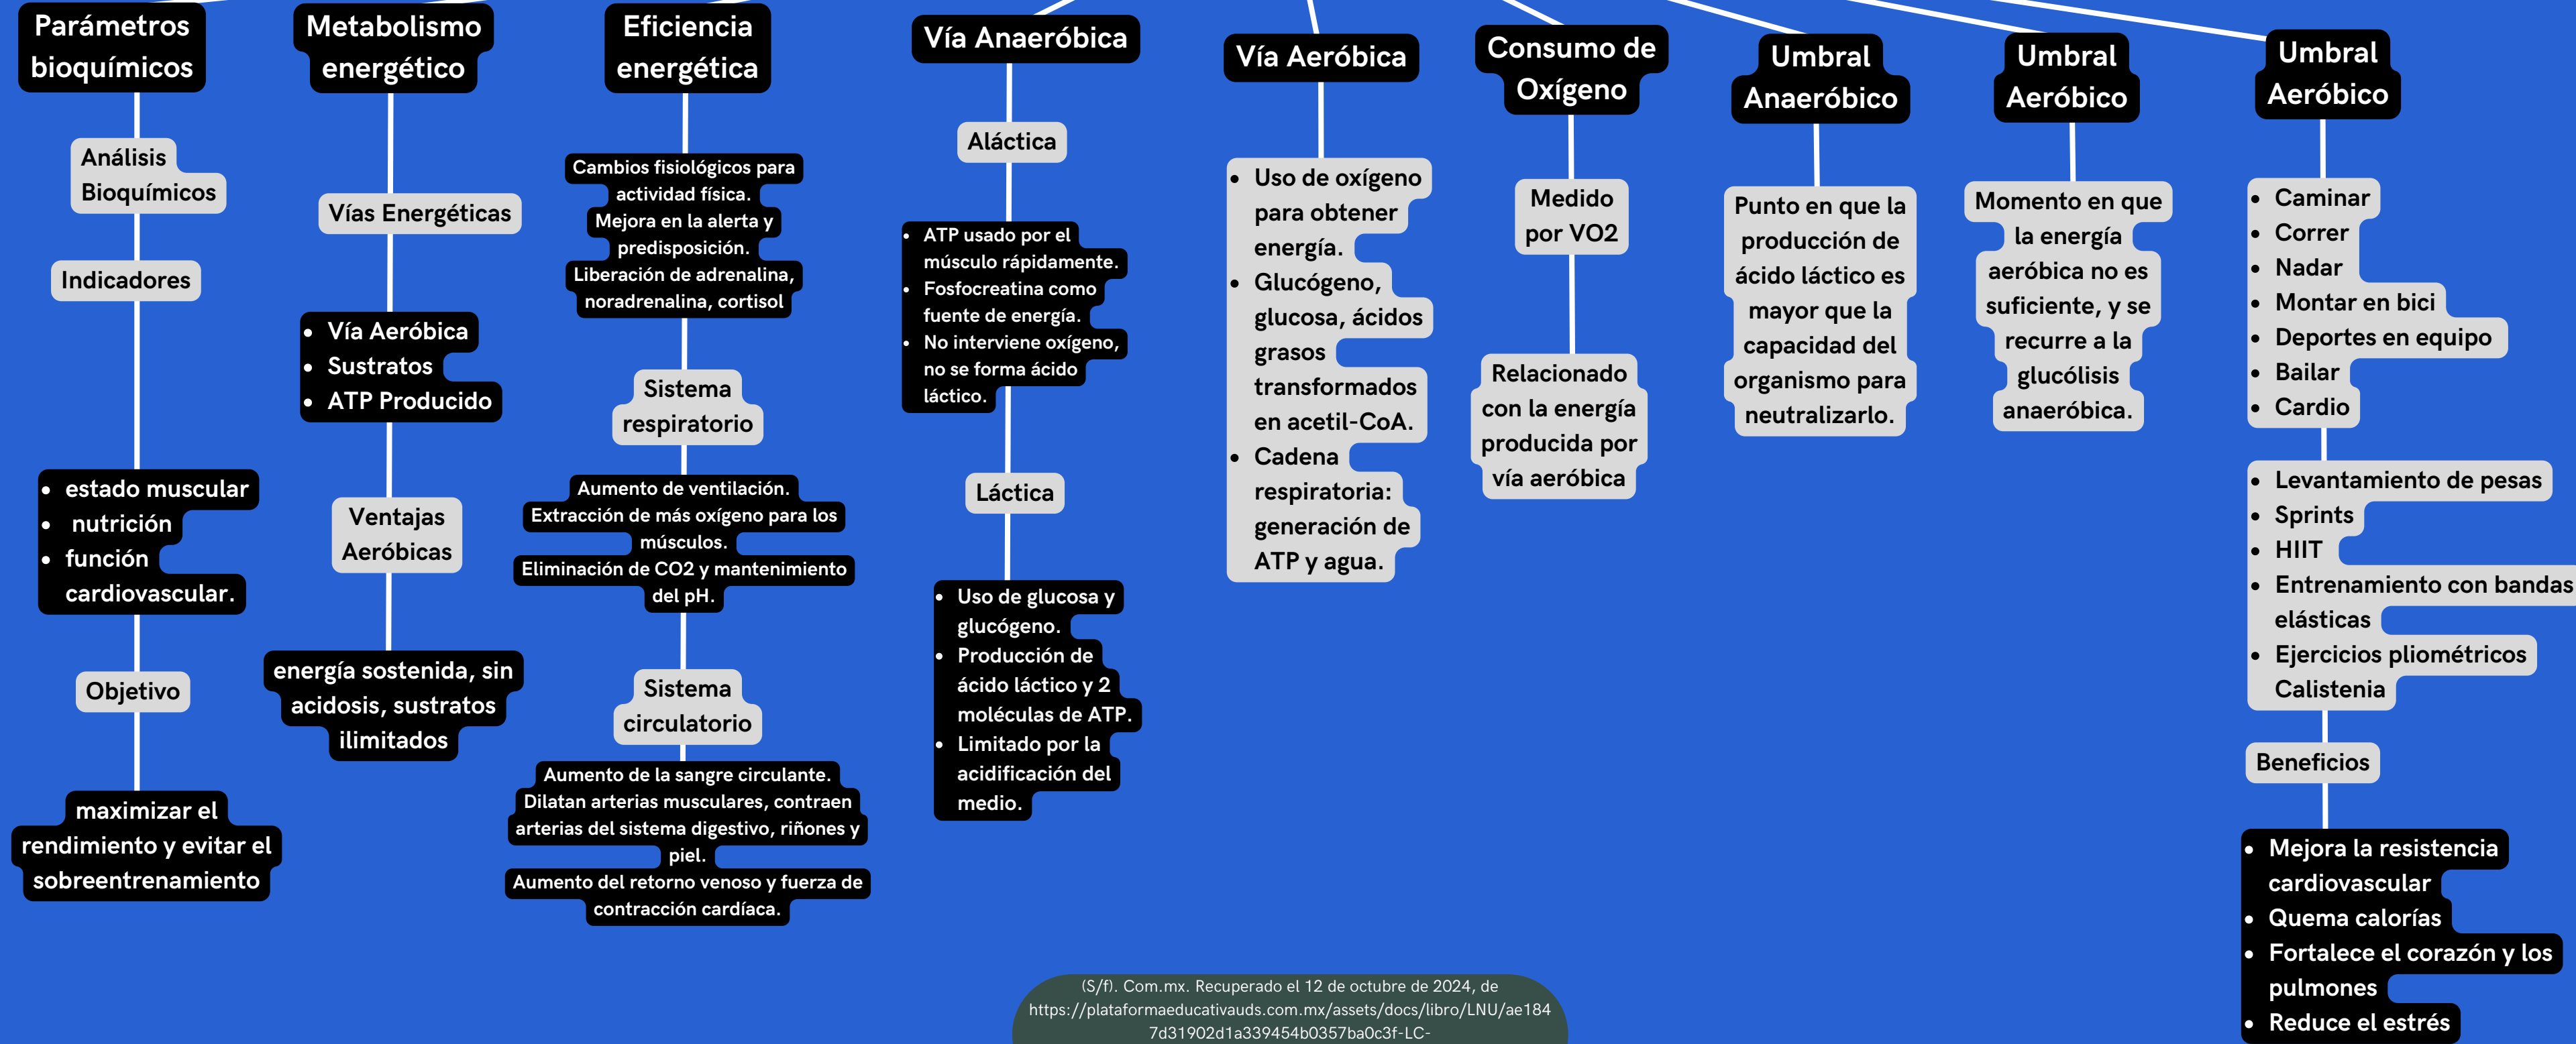 Parámetros
bioquímicos
Análisis
Bioquímicos
Indicadores
• estado muscular
• nutrición
• función
cardiovascular.
Objetivo
maximizar el
rendimiento y evitar el
sobreentrenamiento
Metabolismo
energético
Vías Energéticas
• Vía Aeróbica
• Sustratos
• ATP Producido
Ventajas
Aeróbicas
energía sostenida, sin
acidosis, sustratos
ilimitados
Eficiencia
energética
Cambios fisiológicos para
actividad física.
Mejora en la alerta y
predisposición.
Liberación de adrenalina,
noradrenalina, cortisol
Sistema
respiratorio
Aumento de ventilación.
Extracción de más oxígeno para los
músculos.
Eliminación de CO2 y mantenimiento
del pH.
Sistema
circulatorio
Aumento de la sangre circulante.
Dilatan arterias musculares, contraen
arterias del sistema digestivo, riñones y
piel.
Aumento del retorno venoso y fuerza de
contracción cardíaca.
Vía Anaeróbica
Aláctica
• ATP usado por el
músculo rápidamente.
• Fosfocreatina como
fuente de energía.
• No interviene oxígeno,
no se forma ácido
láctico.
Láctica
• Uso de glucosa y
glucógeno.
• Producción de
ácido láctico y 2
moléculas de ATP.
• Limitado por la
acidificación del
medio.
Vía Aeróbica
• Uso de oxígeno
para obtener
energía.
• Glucógeno,
glucosa, ácidos
grasos
transformados
en acetil-CoA.
• Cadena
respiratoria:
generación de
ATP y agua.
Consumo de
Oxígeno
Medido
por VO2
Relacionado
con la energía
producida por
vía aeróbica
Umbral
Anaeróbico
Punto en que la
producción de
ácido láctico es
mayor que la
capacidad del
organismo para
neutralizarlo.
Umbral
Aeróbico
Momento en que
la energía
aeróbica no es
suficiente, y se
recurre a la
glucólisis
anaeróbica.
Umbral
Aeróbico
• Caminar
• Correr
• Nadar
• Montar en bici
• Deportes en equipo
• Bailar
• Cardio
• Levantamiento de pesas
• Sprints
• HIIT
• Entrenamiento con bandas
elásticas
• Ejercicios pliométricos
Calistenia
Beneficios
• Mejora la resistencia
cardiovascular
• Quema calorías
• Fortalece el corazón y los
pulmones
• Reduce el estrés
(S/f). Com.mx. Recuperado el 12 de octubre de 2024, de
https://plataformaeducativauds.com.mx/assets/docs/libro/LNU/ae184
7d31902d1a339454b0357ba0c3f-LC-